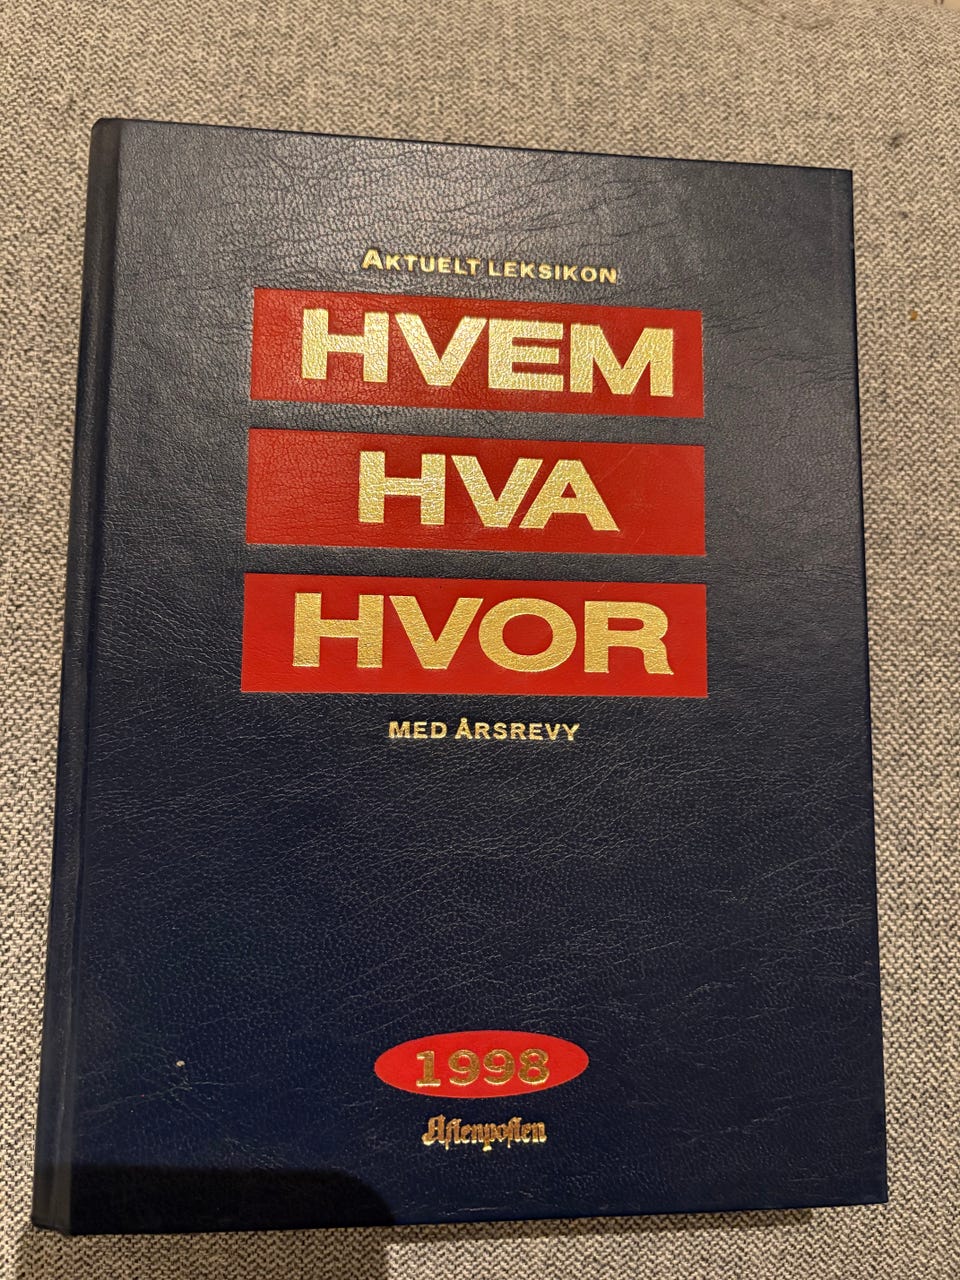 AKTUELT LEKSIKON
HVEM
HVA
HVOR
MED ÅRSREVY
1998
Aftenposten